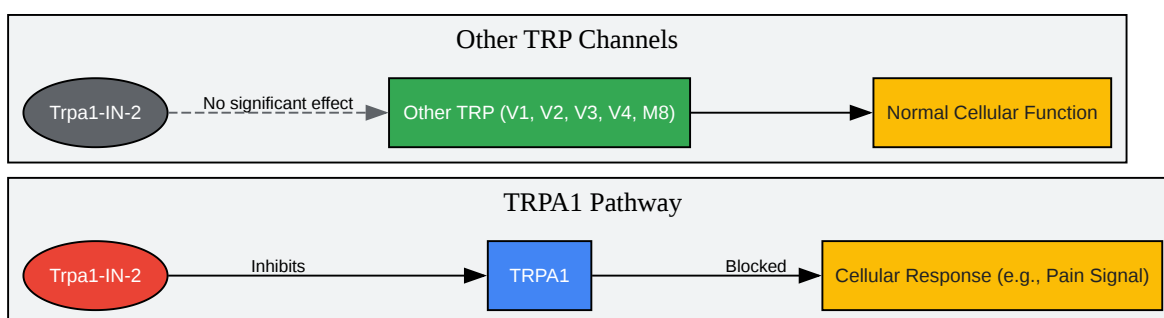 Other TRP Channels
Trpa1-IN-2
No significant effect
Other TRP (V1, V2, V3, V4, M8)
Normal Cellular Function
TRPA1 Pathway
Trpa1-IN-2
Inhibits
TRPA1
Blocked
Cellular Response (e.g., Pain Signal)